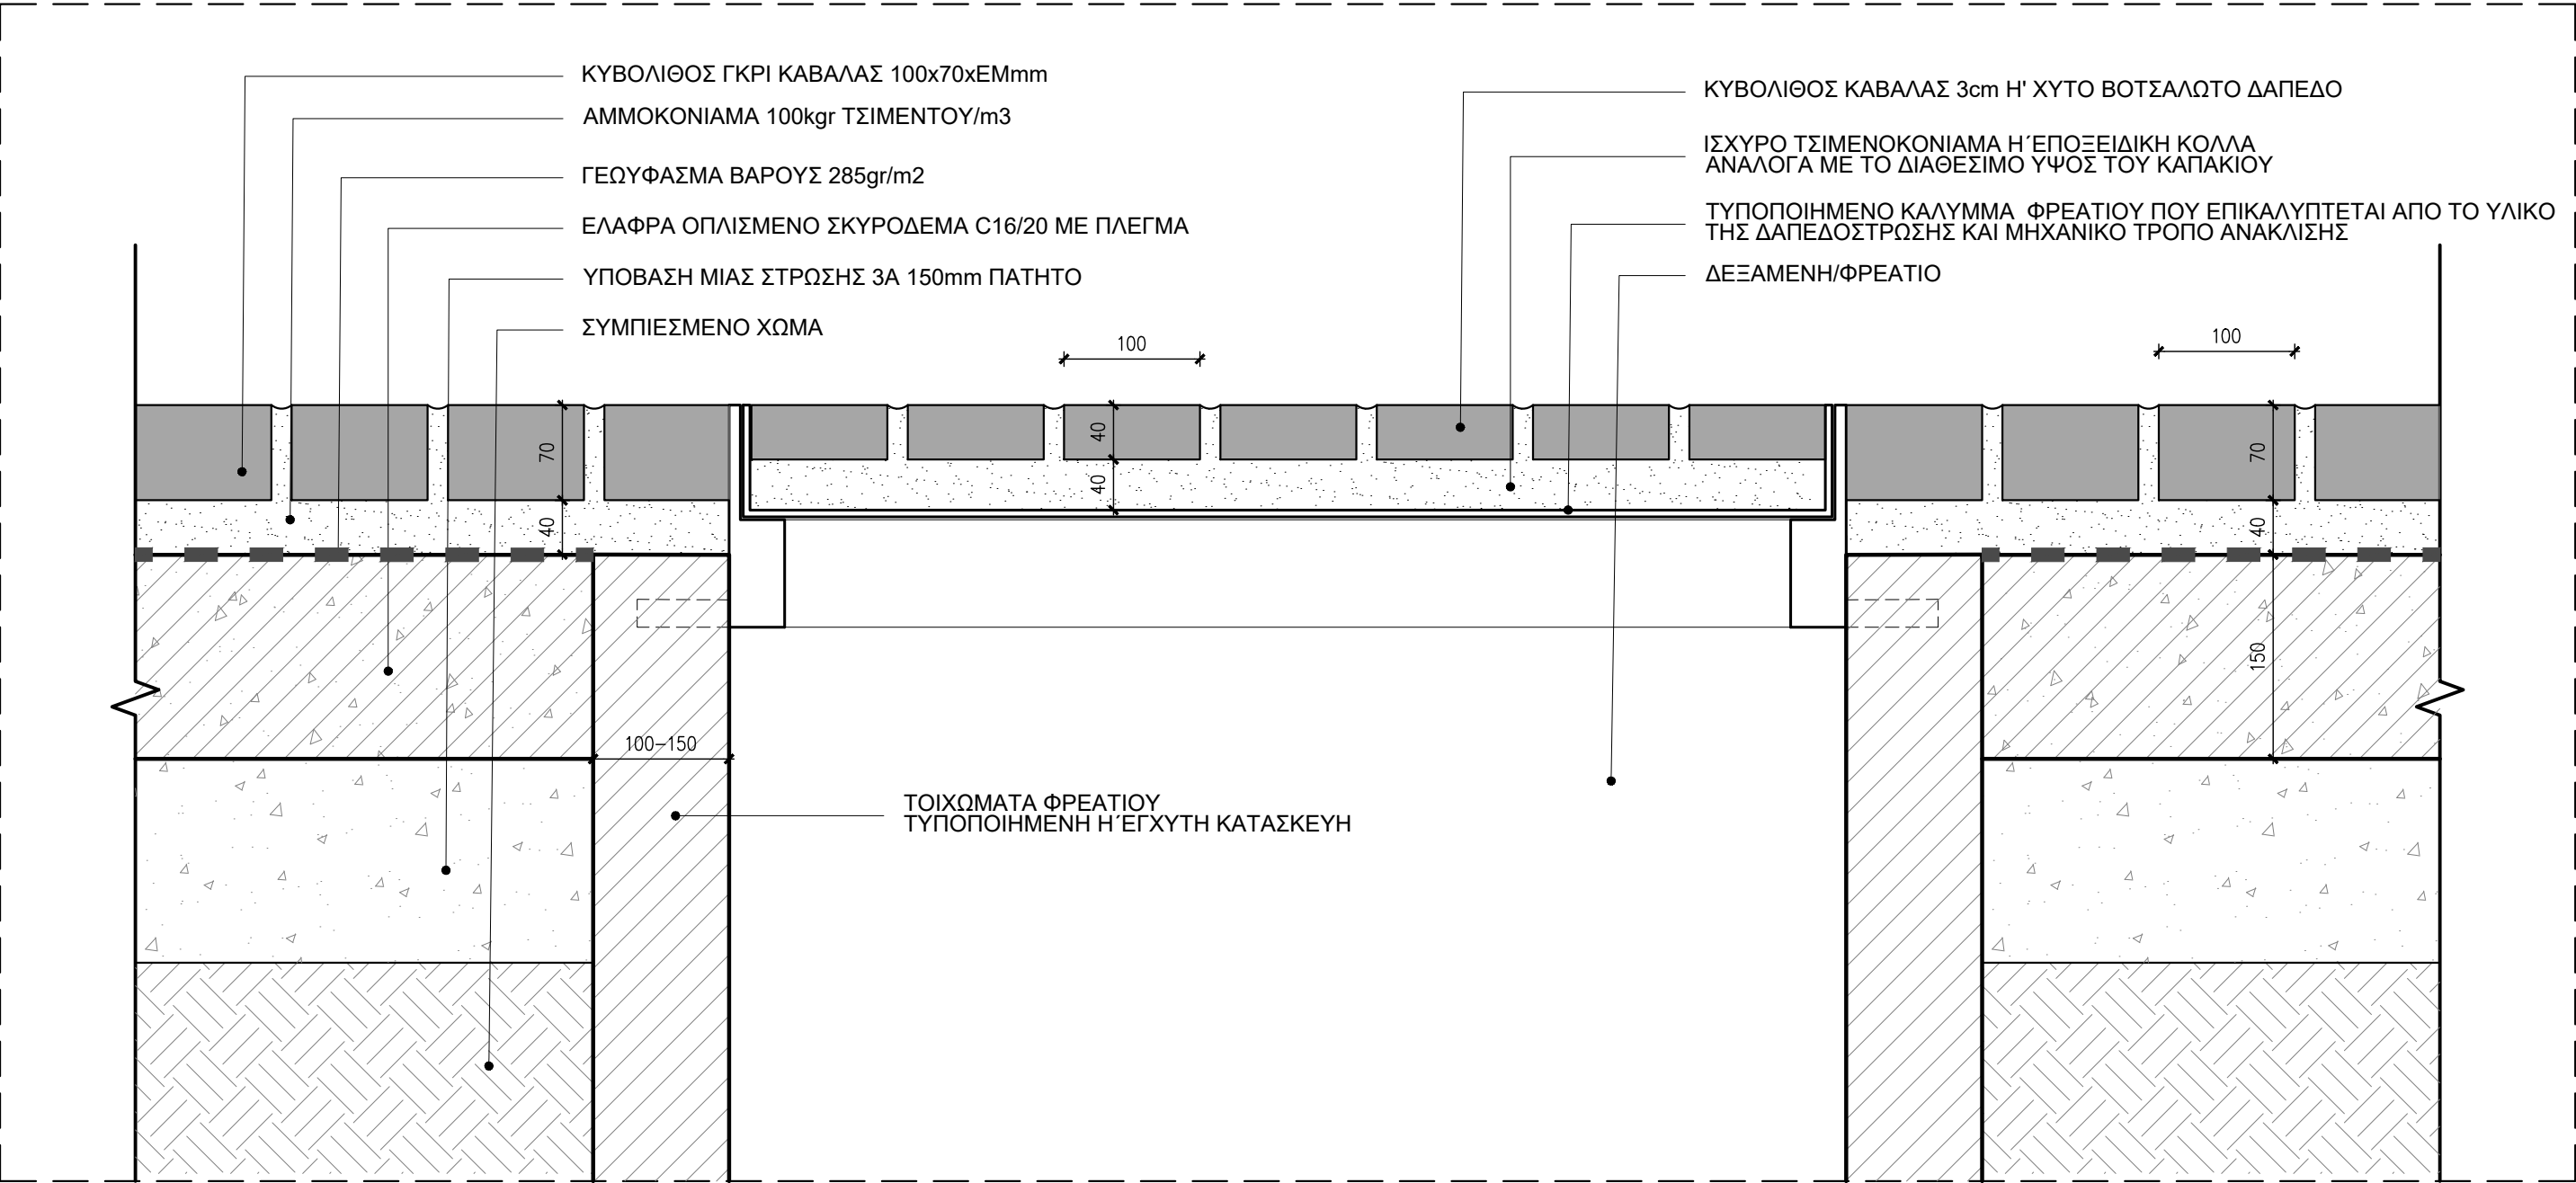 ΚΥΒΟΛΙΘΟΣ ΓΚΡΙ ΚΑΒΑΛΑΣ 100x70xΕΜmm
ΑΜΜΟΚΟΝΙΑΜΑ 100kgr ΤΣΙΜΕΝΤΟΥ/m3
ΓΕΩΥΦΑΣΜΑ ΒΑΡΟΥΣ 285gr/m2
ΕΛΑΦΡΑ ΟΠΛΙΣΜΕΝΟ ΣΚΥΡΟΔΕΜΑ C16/20 ΜΕ ΠΛΕΓΜΑ
ΥΠΟΒΑΣΗ ΜΙΑΣ ΣΤΡΩΣΗΣ 3Α 150mm ΠΑΤΗΤΟ
ΣΥΜΠΙΕΣΜΕΝΟ ΧΩΜΑ
ΚΥΒΟΛΙΘΟΣ ΚΑΒΑΛΑΣ 3cm Η' ΧΥΤΟ ΒΟΤΣΑΛΩΤΟ ΔΑΠΕΔΟ
ΙΣΧΥΡΟ ΤΣΙΜΕΝΟΚΟΝΙΑΜΑ Η΄ΕΠΟΞΕΙΔΙΚΗ ΚΟΛΛΑ
ΑΝΑΛΟΓΑ ΜΕ ΤΟ ΔΙΑΘΕΣΙΜΟ ΥΨΟΣ ΤΟΥ ΚΑΠΑΚΙΟΥ
ΤΥΠΟΠΟΙΗΜΕΝΟ ΚΑΛΥΜΜΑ ΦΡΕΑΤΙΟΥ ΠΟΥ ΕΠΙΚΑΛΥΠΤΕΤΑΙ ΑΠΟ ΤΟ ΥΛΙΚΟ
ΤΗΣ ΔΑΠΕΔΟΣΤΡΩΣΗΣ ΚΑΙ ΜΗΧΑΝΙΚΟ ΤΡΟΠΟ ΑΝΑΚΛΙΣΗΣ
ΔΕΞΑΜΕΝΗ/ΦΡΕΑΤΙΟ
100
100
70
40
40
40
70
40
150
100-150
ΤΟΙΧΩΜΑΤΑ ΦΡΕΑΤΙΟΥ
ΤΥΠΟΠΟΙΗΜΕΝΗ Η΄ΕΓΧΥΤΗ ΚΑΤΑΣΚΕΥΗ